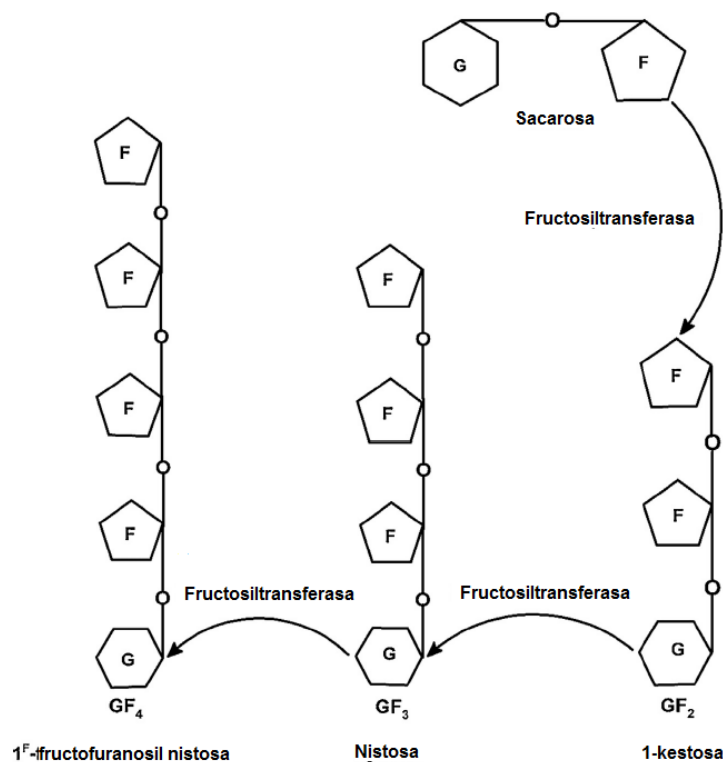 O
G
F
Sacarosa
Fructosiltransferasa
F
O
F
O
Fructosiltransferasa
G
GF2
1-kestosa
F
O
F
O
F
O
Fructosiltransferasa
G
GF3
Nistosa
F
O
F
O
F
O
F
O
G
GF4
1F-fructofuranosil nistosa